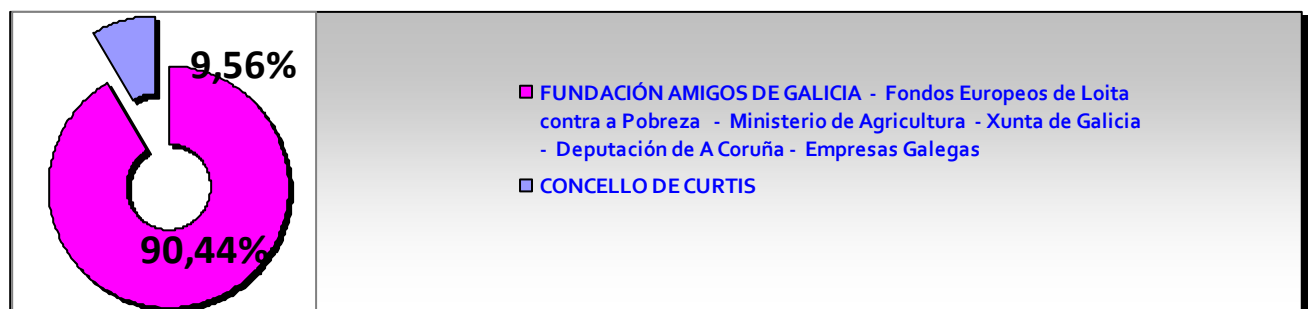 9,56%
90,44%
FUNDACIÓN AMIGOS DE GALICIA - Fondos Europeos de Loita
contra a Pobreza - Ministerio de Agricultura - Xunta de Galicia
- Deputación de A Coruña - Empresas Galegas
CONCELLO DE CURTIS